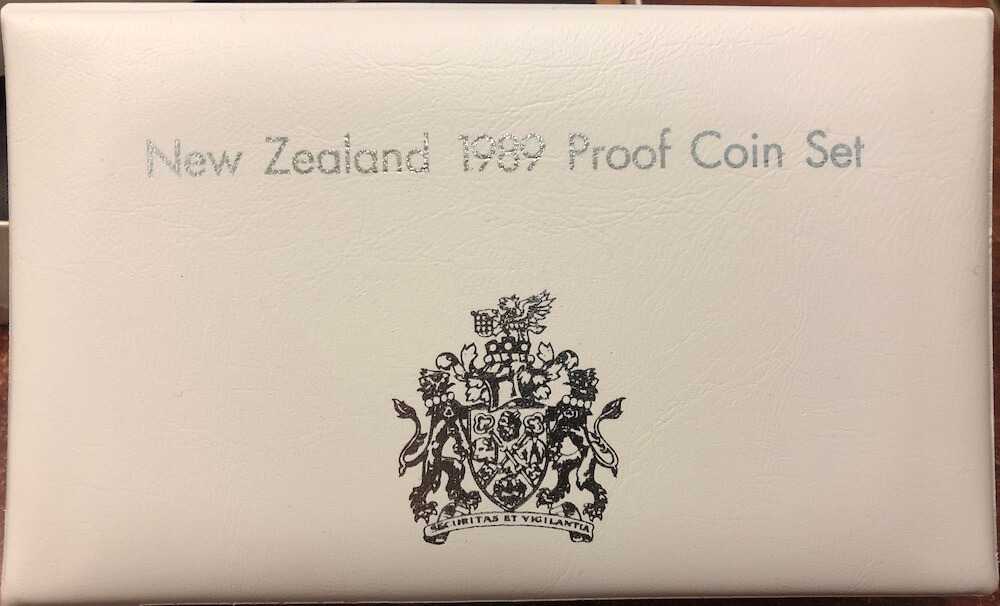 New Zealand 1989 Proof Coin Set
SECURITAS ET VIGILANTIA